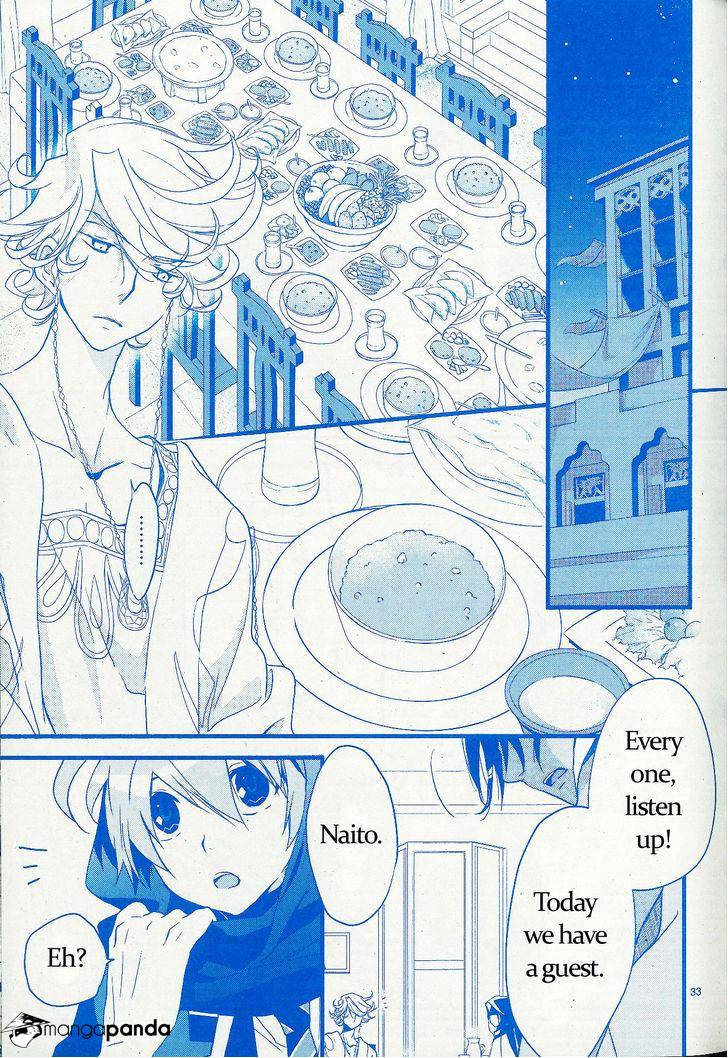 ………
Every
one,
listen
up!
Today
we have
a guest.
Naito.
Eh?
33
mangapanda